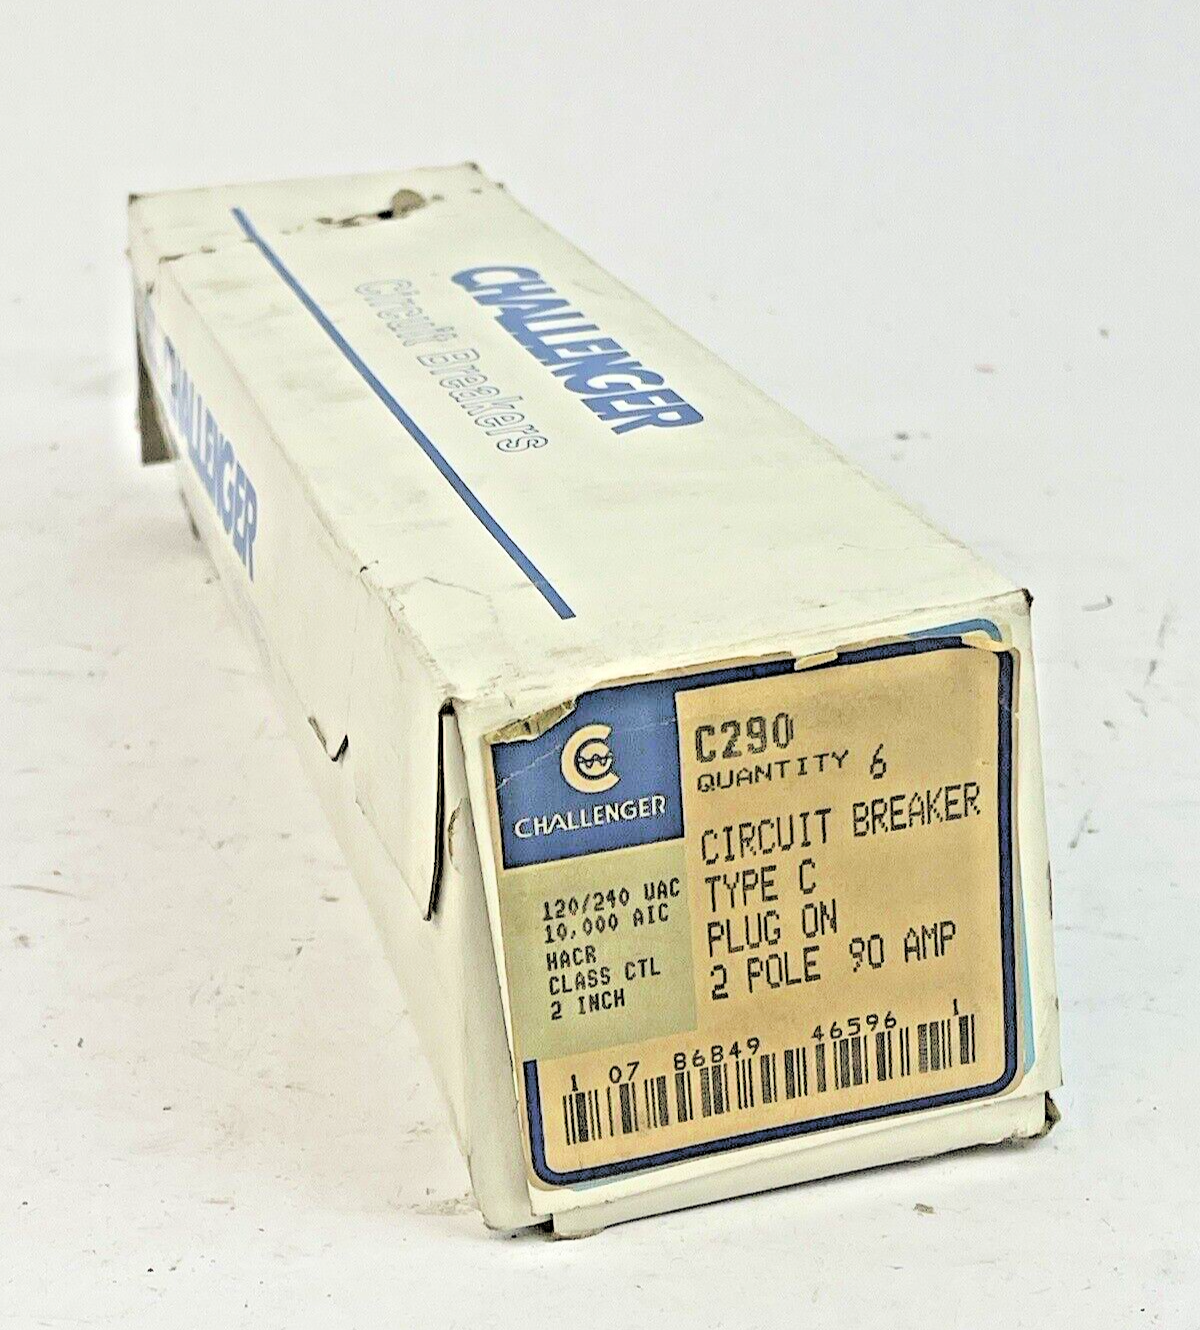 CHALLENGER
Circuit Breakers
CHALLENGER
CHALLENGER
C290
QUANTITY 6
CIRCUIT BREAKER
TYPE C
PLUG ON
2 POLE 90 AMP
120/240 VAC
10,000 AIC
HACR
CLASS CTL
2 INCH
1 07 86849 46596 1